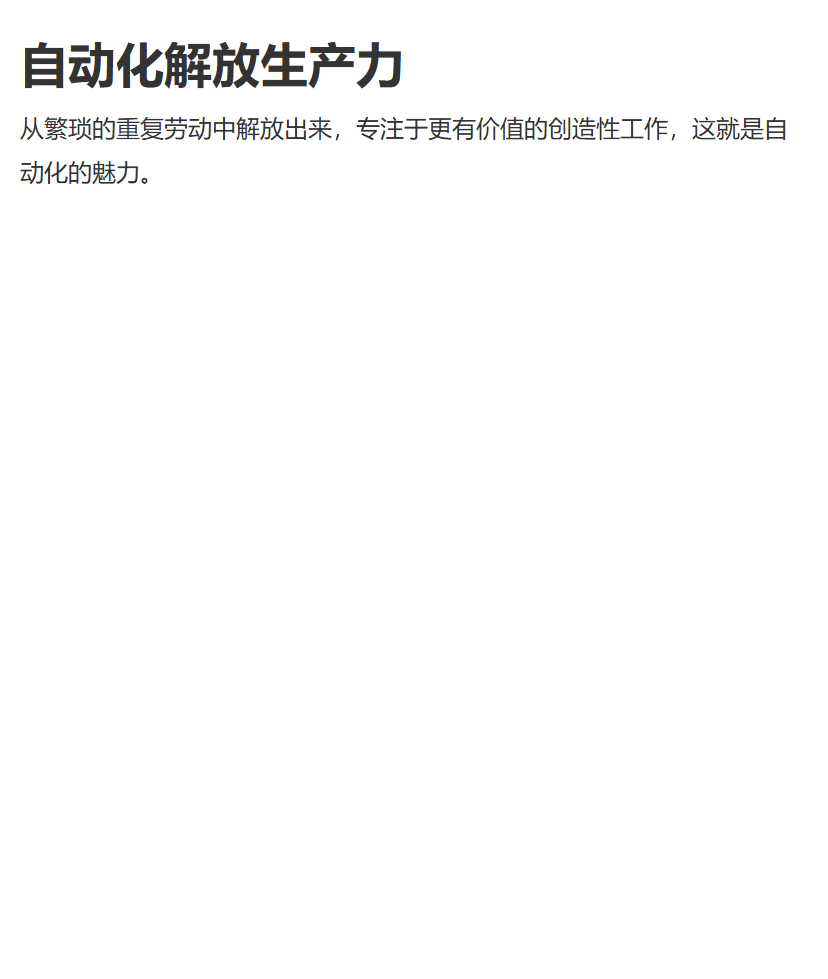 自动化解放生产力
从繁琐的重复劳动中解放出来，专注于更有价值的创造性工作，这就是自
动化的魅力。